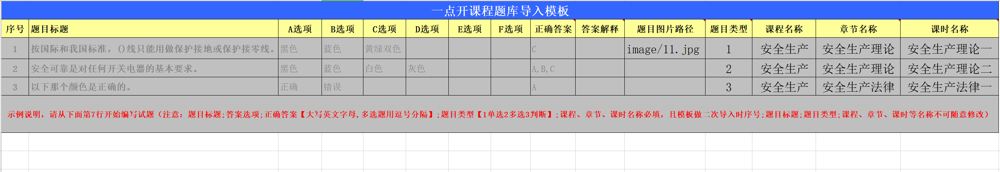 一点开课程题库导入模板
序号 题目标题 A选项 B选项 C选项 D选项 E选项 F选项 正确答案 答案解释 题目图片路径 题目类型 课程名称 章节名称 课时名称
1 按国际和我国标准，()线只能用做保护接地或保护接零线。 黑色 蓝色 黄绿双色 C image/11.jpg 1 安全生产 安全生产理论 安全生产理论一
2 安全可靠是对任何开关电器的基本要求。 黑色 蓝色 白色 灰色 A,B,C 2 安全生产 安全生产理论 安全生产理论二
3 以下那个颜色是正确的。 正确 错误 A 3 安全生产 安全生产法律 安全生产法律一
示例说明，请从下面第7行开始编写试题（注意：题目标题;答案选项;正确答案【大写英文字母,多选题用逗号分隔】;题目类型【1单选2多选3判断】;课程、章节、课时名称必填，且模板做二次导入时序号;题目标题;题目类型;课程、章节、课时等名称不可随意修改）